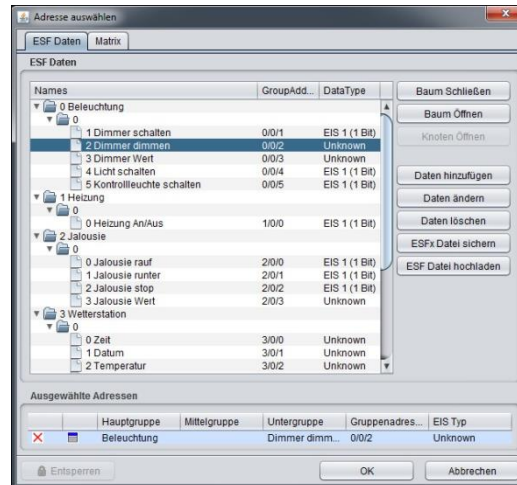 Adresse auswählen
ESF Daten Matrix
ESF Daten
Names GroupAdd... DataType
0 Beleuchtung
0
1 Dimmer schalten 0/0/1 EIS 1 (1 Bit)
2 Dimmer dimmen 0/0/2 Unknown
3 Dimmer Wert 0/0/3 Unknown
4 Licht schalten 0/0/4 EIS 1 (1 Bit)
5 Kontrollleuchte schalten 0/0/5 EIS 1 (1 Bit)
1 Heizung
0
0 Heizung An/Aus 1/0/0 EIS 1 (1 Bit)
2 Jalousie
0
0 Jalousie rauf 2/0/0 EIS 1 (1 Bit)
1 Jalousie runter 2/0/1 EIS 1 (1 Bit)
2 Jalousie stop 2/0/2 EIS 1 (1 Bit)
3 Jalousie Wert 2/0/3 Unknown
3 Wetterstation
0
0 Zeit 3/0/0 Unknown
1 Datum 3/0/1 Unknown
2 Temperatur 3/0/2 Unknown
Baum Schließen
Baum Öffnen
Knoten Öffnen
Daten hinzufügen
Daten ändern
Daten löschen
ESFx Datei sichern
ESF Datei hochladen
Ausgewählte Adressen
Hauptgruppe Mittelgruppe Untergruppe Gruppenadres... EIS Typ
Beleuchtung Dimmer dimm... 0/0/2 Unknown
Entsperren OK Abbrechen